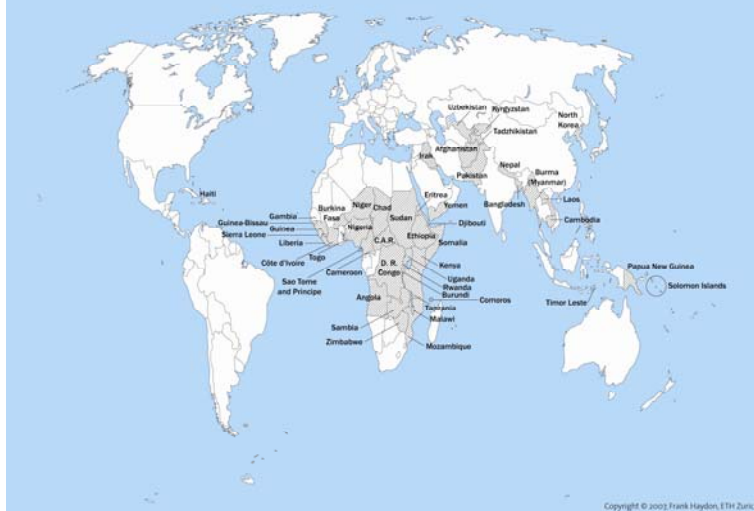 Uzbekistan
Kyrgyzstan
North
Korea
Tadzhikistan
Afghanistan
Irak
Nepal
Pakistan
Burma
(Myanmar)
Haiti
Eritrea
Yemen
Bangladesh
Laos
Burkina
Faso
Niger
Chad
Sudan
Gambia
Guinea-Bissau
Guinea
Sierra Leone
Nigeria
Djibouti
Cambodia
Ethiopia
Somalia
Liberia
C.A.R.
Togo
Côte d'Ivoire
Kenya
Papua New Guinea
Cameroon
D. R.
Congo
Uganda
Rwanda
Burundi
Sao Tome
and Principe
Solomon Islands
Angola
Comoros
Timor Leste
Tanzania
Malawi
Sambia
Zimbabwe
Mozambique
Copyright © 2007, Frank Haydon, ETH Zuric